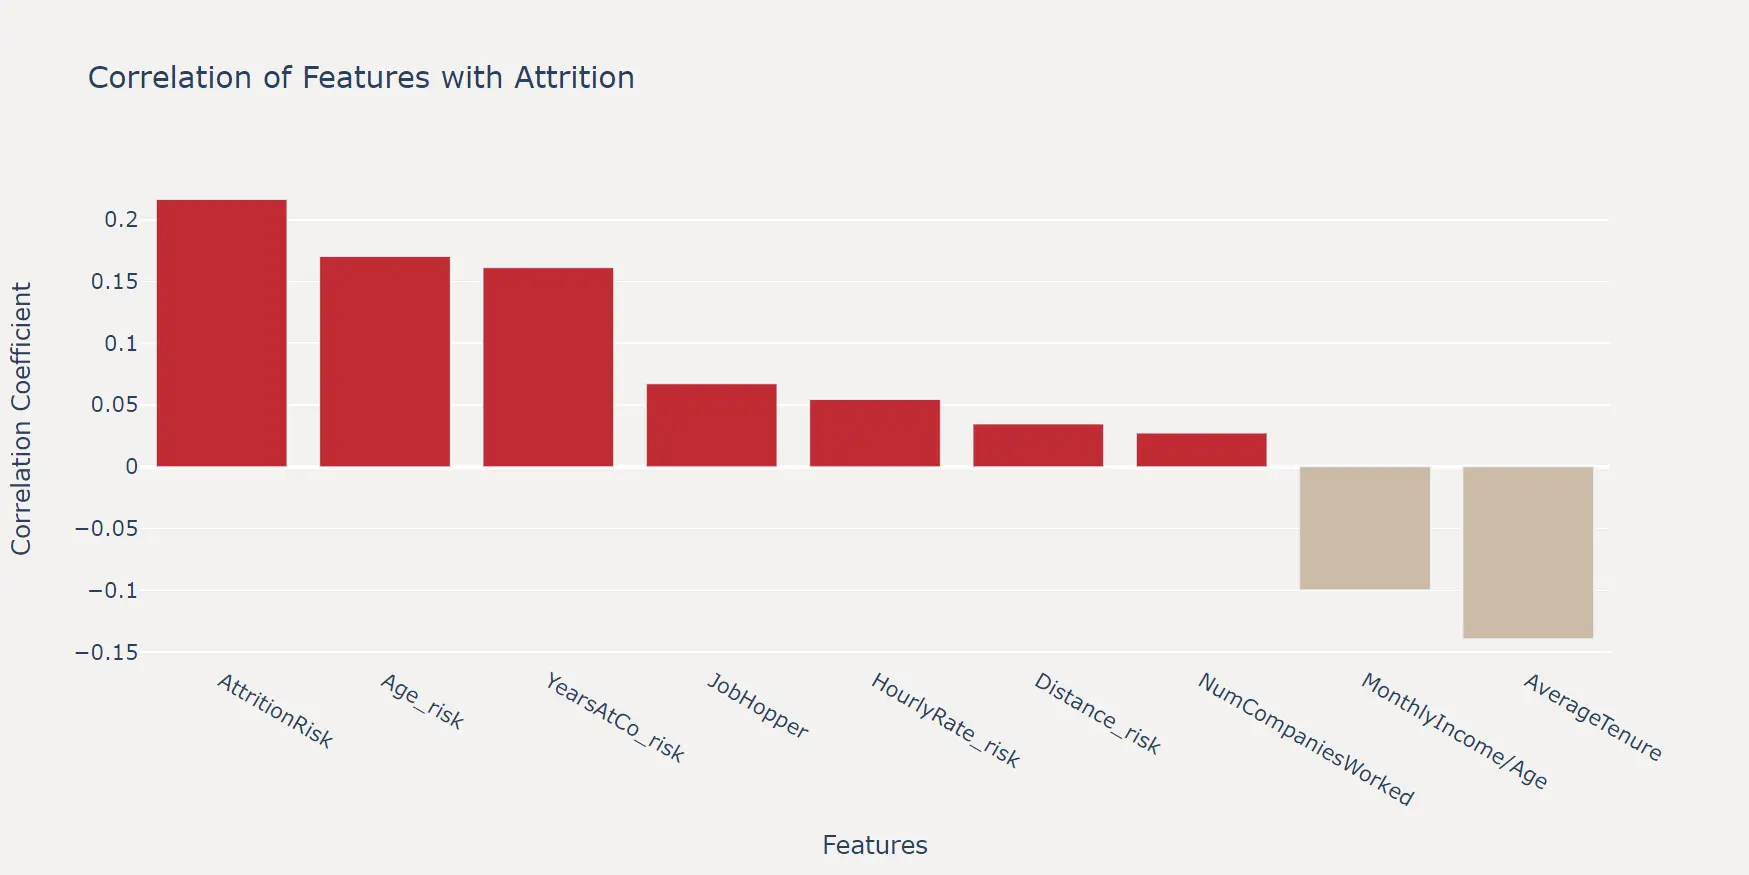 Correlation of Features with Attrition
Correlation Coefficient
0.2
0.15
0.1
0.05
0
−0.05
−0.1
−0.15
AttritionRisk
Age_risk
YearsAtCo_risk
JobHopper
HourlyRate_risk
Distance_risk
NumCompaniesWorked
MonthlyIncome/Age
AverageTenure
Features